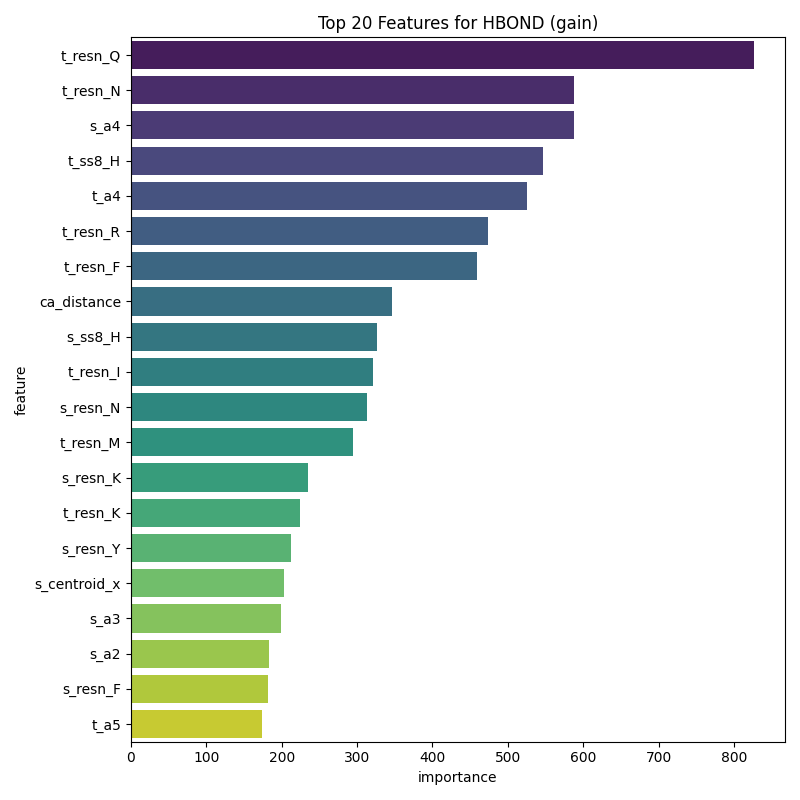 Top 20 Features for HBOND (gain)
t_resn_Q
t_resn_N
s_a4
t_ss8_H
t_a4
t_resn_R
t_resn_F
ca_distance
s_ss8_H
t_resn_I
s_resn_N
t_resn_M
s_resn_K
t_resn_K
s_resn_Y
s_centroid_x
s_a3
s_a2
s_resn_F
t_a5
feature
0 100 200 300 400 500 600 700 800
importance